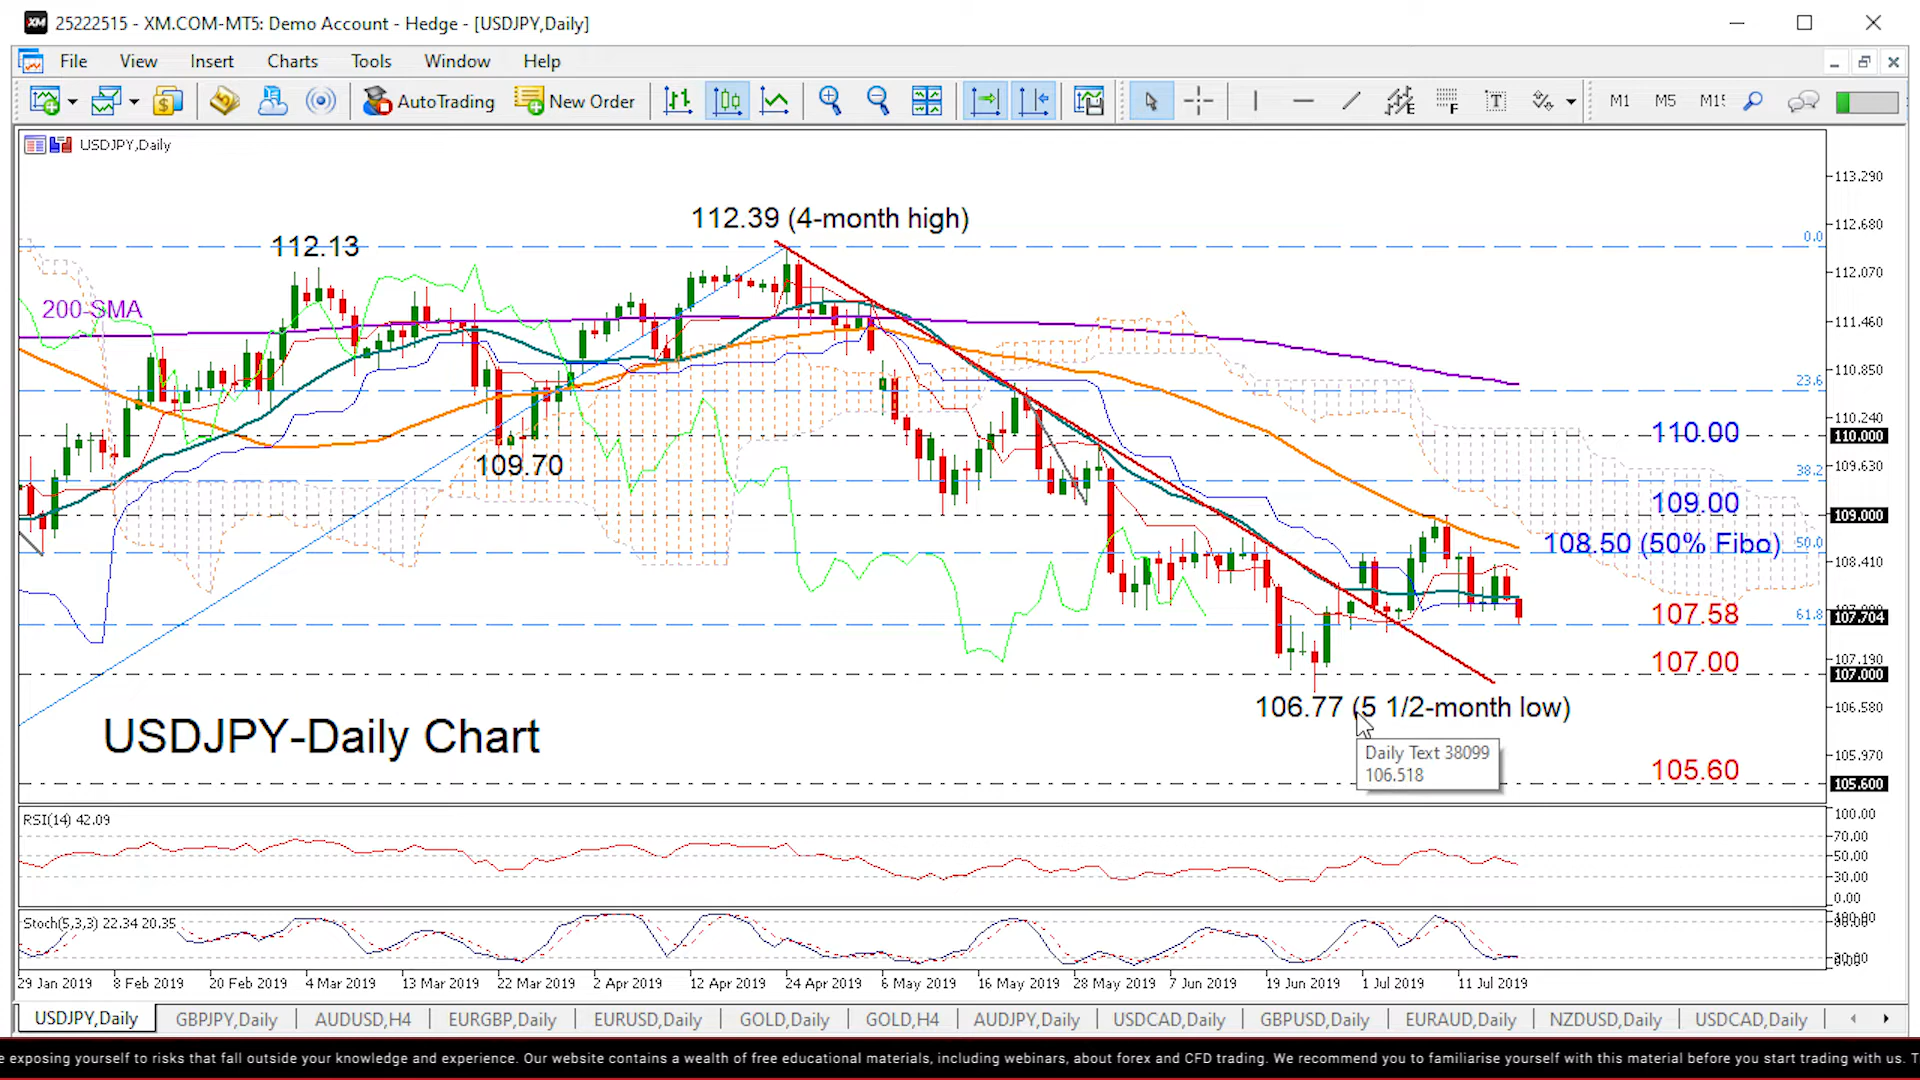 25222515 - XM.COM-MT5: Demo Account - Hedge - [USDJPY,Daily]
File View Insert Charts Tools Window Help
AutoTrading New Order M1 M5
USDJPY,Daily
113.290
112.39 (4-month high)
112.680
112.13
0.0
112.070
200-SMA
111.460
110.850
23.6
110.240
110.00
110.000
109.70
109.630
38.2
109.00
109.000
108.50 (50% Fibo)
50.0
108.410
107.58
61.8
107.704
107.00
107.190
107.000
106.77 (5 1/2-month low)
106.580
USDJPY-Daily Chart
Daily Text 38099
106.518
105.970
105.60
105.600
RSI(14) 42.09
100.00
70.00
50.00
30.00
0.00
Stoch(5,3,3) 22.34 20.35
29 Jan 2019 8 Feb 2019 20 Feb 2019 4 Mar 2019 13 Mar 2019 22 Mar 2019 2 Apr 2019 12 Apr 2019 24 Apr 2019 6 May 2019 16 May 2019 28 May 2019 7 Jun 2019 19 Jun 2019 1 Jul 2019 11 Jul 2019
USDJPY,Daily GBPJPY,Daily AUDUSD,H4 EURGBP,Daily EURUSD,Daily GOLD,Daily GOLD,H4 AUDJPY,Daily USDCAD,Daily GBPUSD,Daily EURAUD,Daily NZDUSD,Daily USDCAD,Daily
e exposing yourself to risks that fall outside your knowledge and experience. Our website contains a wealth of free educational materials, including webinars, about forex and CFD trading. We recommend you to familiarise yourself with this material before you start trading with us. T